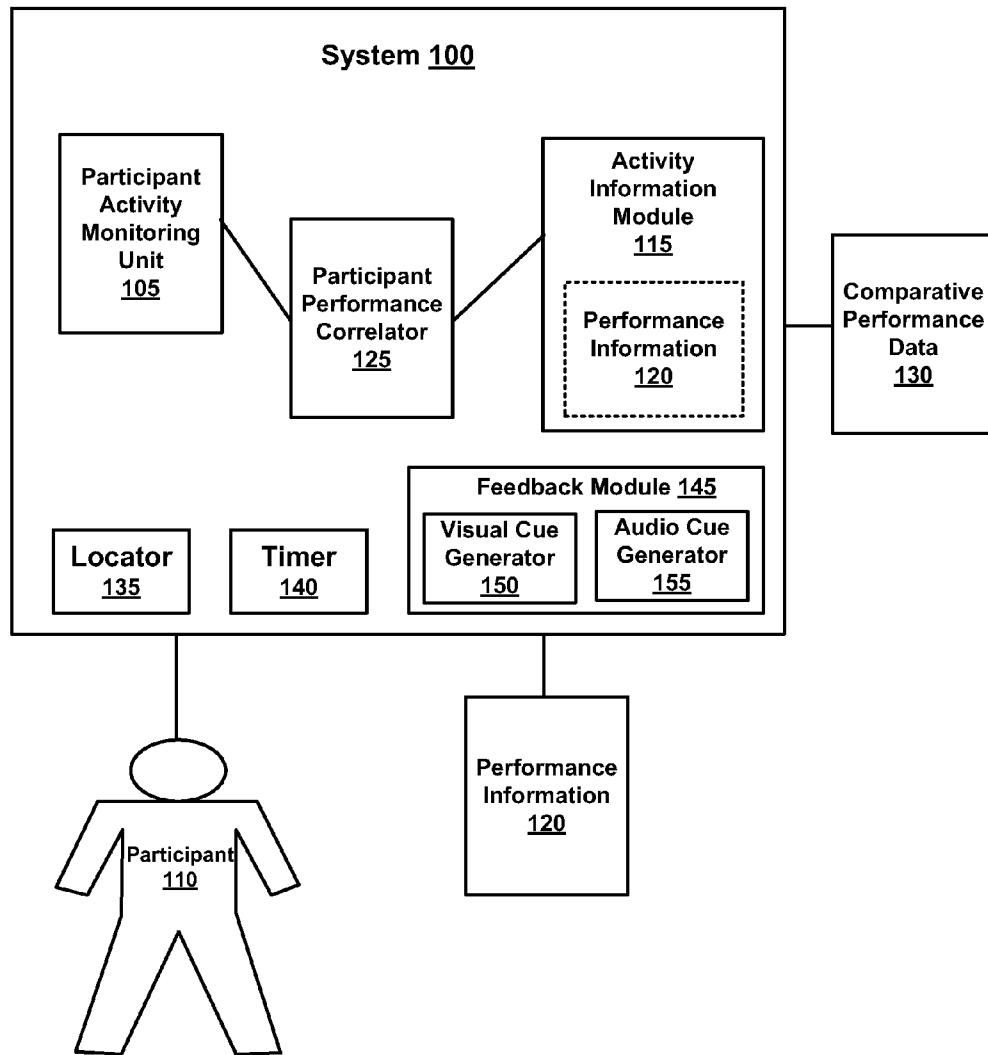 System 100
Participant
Activity
Monitoring
Unit
105
Participant
Performance
Correlator
125
Activity
Information
Module
115
Performance
Information
120
Comparative
Performance
Data
130
Locator
135
Timer
140
Feedback Module 145
Visual Cue
Generator
150
Audio Cue
Generator
155
Participant
110
Performance
Information
120